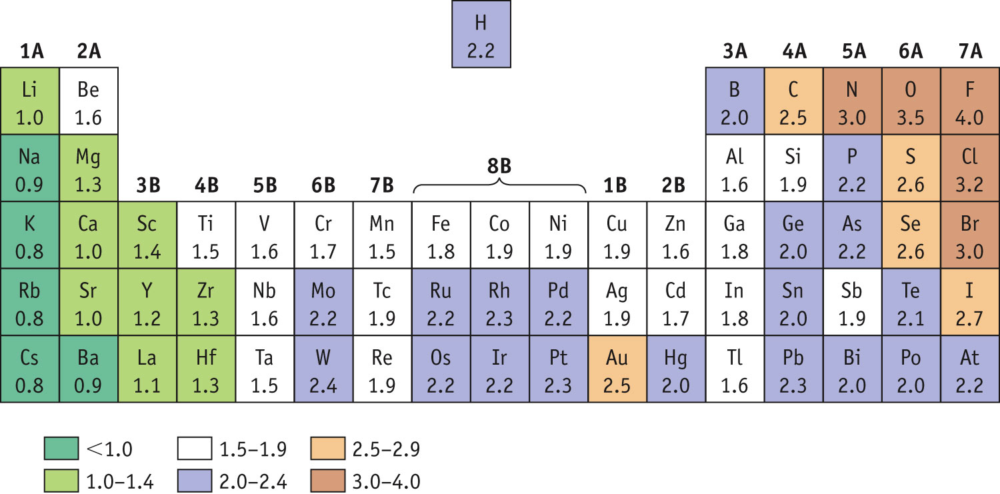 H
2.2
1A 2A 3A 4A 5A 6A 7A
Li Be B C N O F
1.0 1.6 2.0 2.5 3.0 3.5 4.0
Na Mg Al Si P S Cl
0.9 1.3 1.6 1.9 2.2 2.6 3.2
3B 4B 5B 6B 7B 8B 1B 2B
K Ca Sc Ti V Cr Mn Fe Co Ni Cu Zn Ga Ge As Se Br
0.8 1.0 1.4 1.5 1.6 1.7 1.5 1.8 1.9 1.9 1.9 1.6 1.8 2.0 2.2 2.6 3.0
Rb Sr Y Zr Nb Mo Tc Ru Rh Pd Ag Cd In Sn Sb Te I
0.8 1.0 1.2 1.3 1.6 2.2 1.9 2.2 2.3 2.2 1.9 1.7 1.8 2.0 1.9 2.1 2.7
Cs Ba La Hf Ta W Re Os Ir Pt Au Hg Tl Pb Bi Po At
0.8 0.9 1.1 1.3 1.5 2.4 1.9 2.2 2.2 2.3 2.5 2.0 1.6 2.3 2.0 2.0 2.2
<1.0 1.5–1.9 2.5–2.9
1.0–1.4 2.0–2.4 3.0–4.0